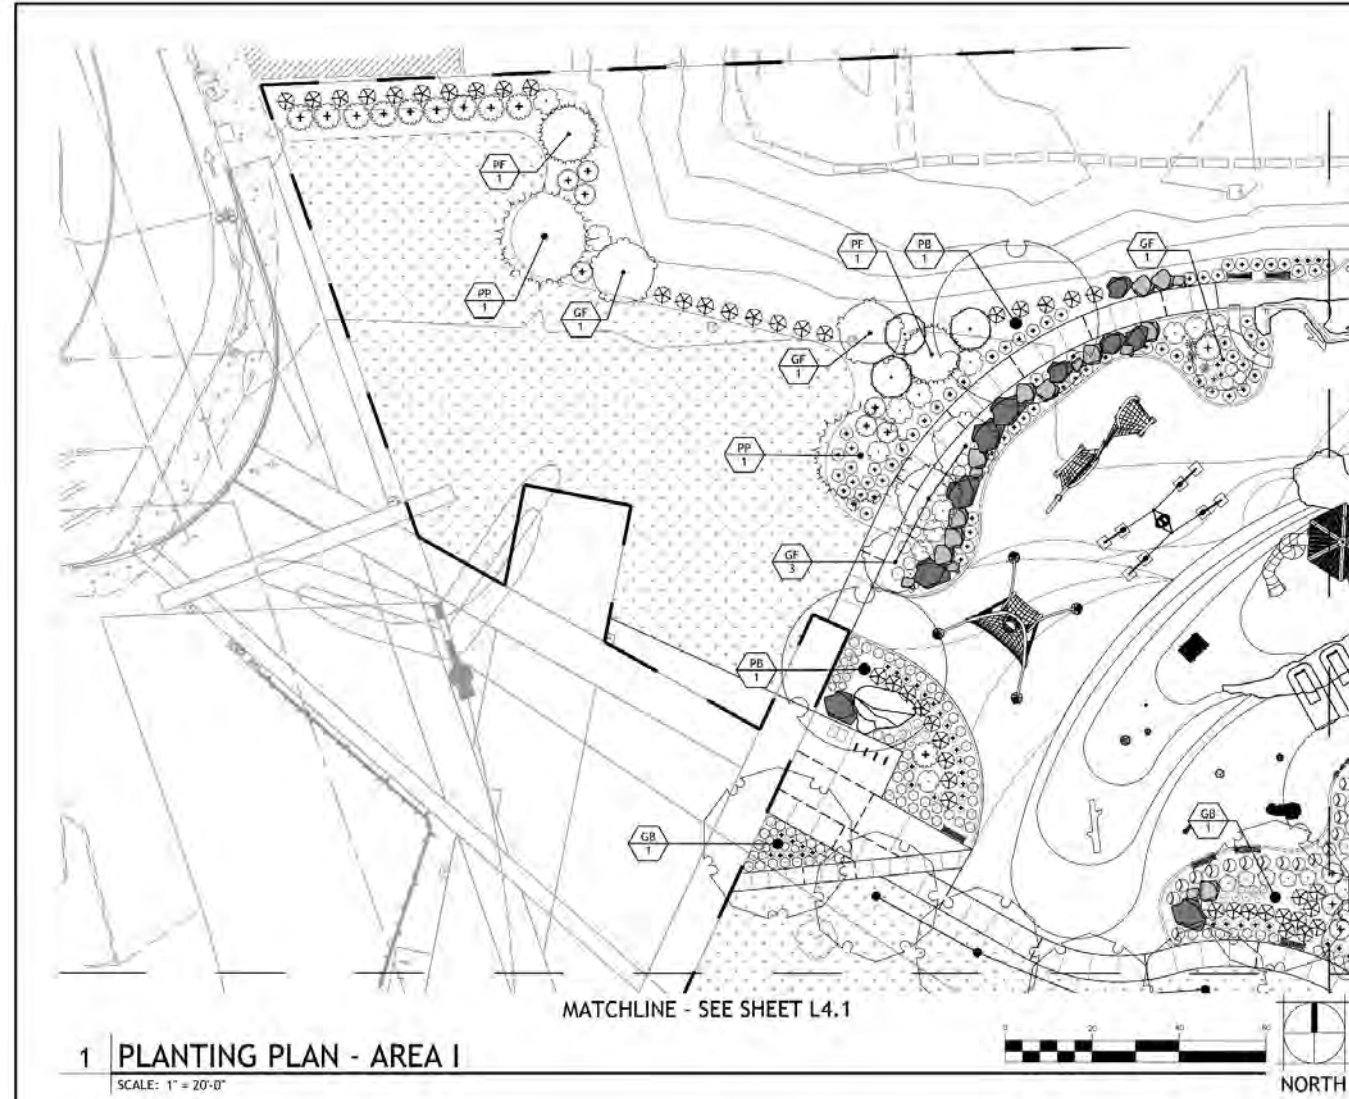 PF
1
PP
1
GF
1
PF
1
PB
1
GF
1
GF
1
PP
1
GF
3
PB
1
GB
1
GB
1
MATCHLINE - SEE SHEET L4.1
1 PLANTING PLAN - AREA I
SCALE: 1" = 20'-0"
0 20 40 60
NORTH